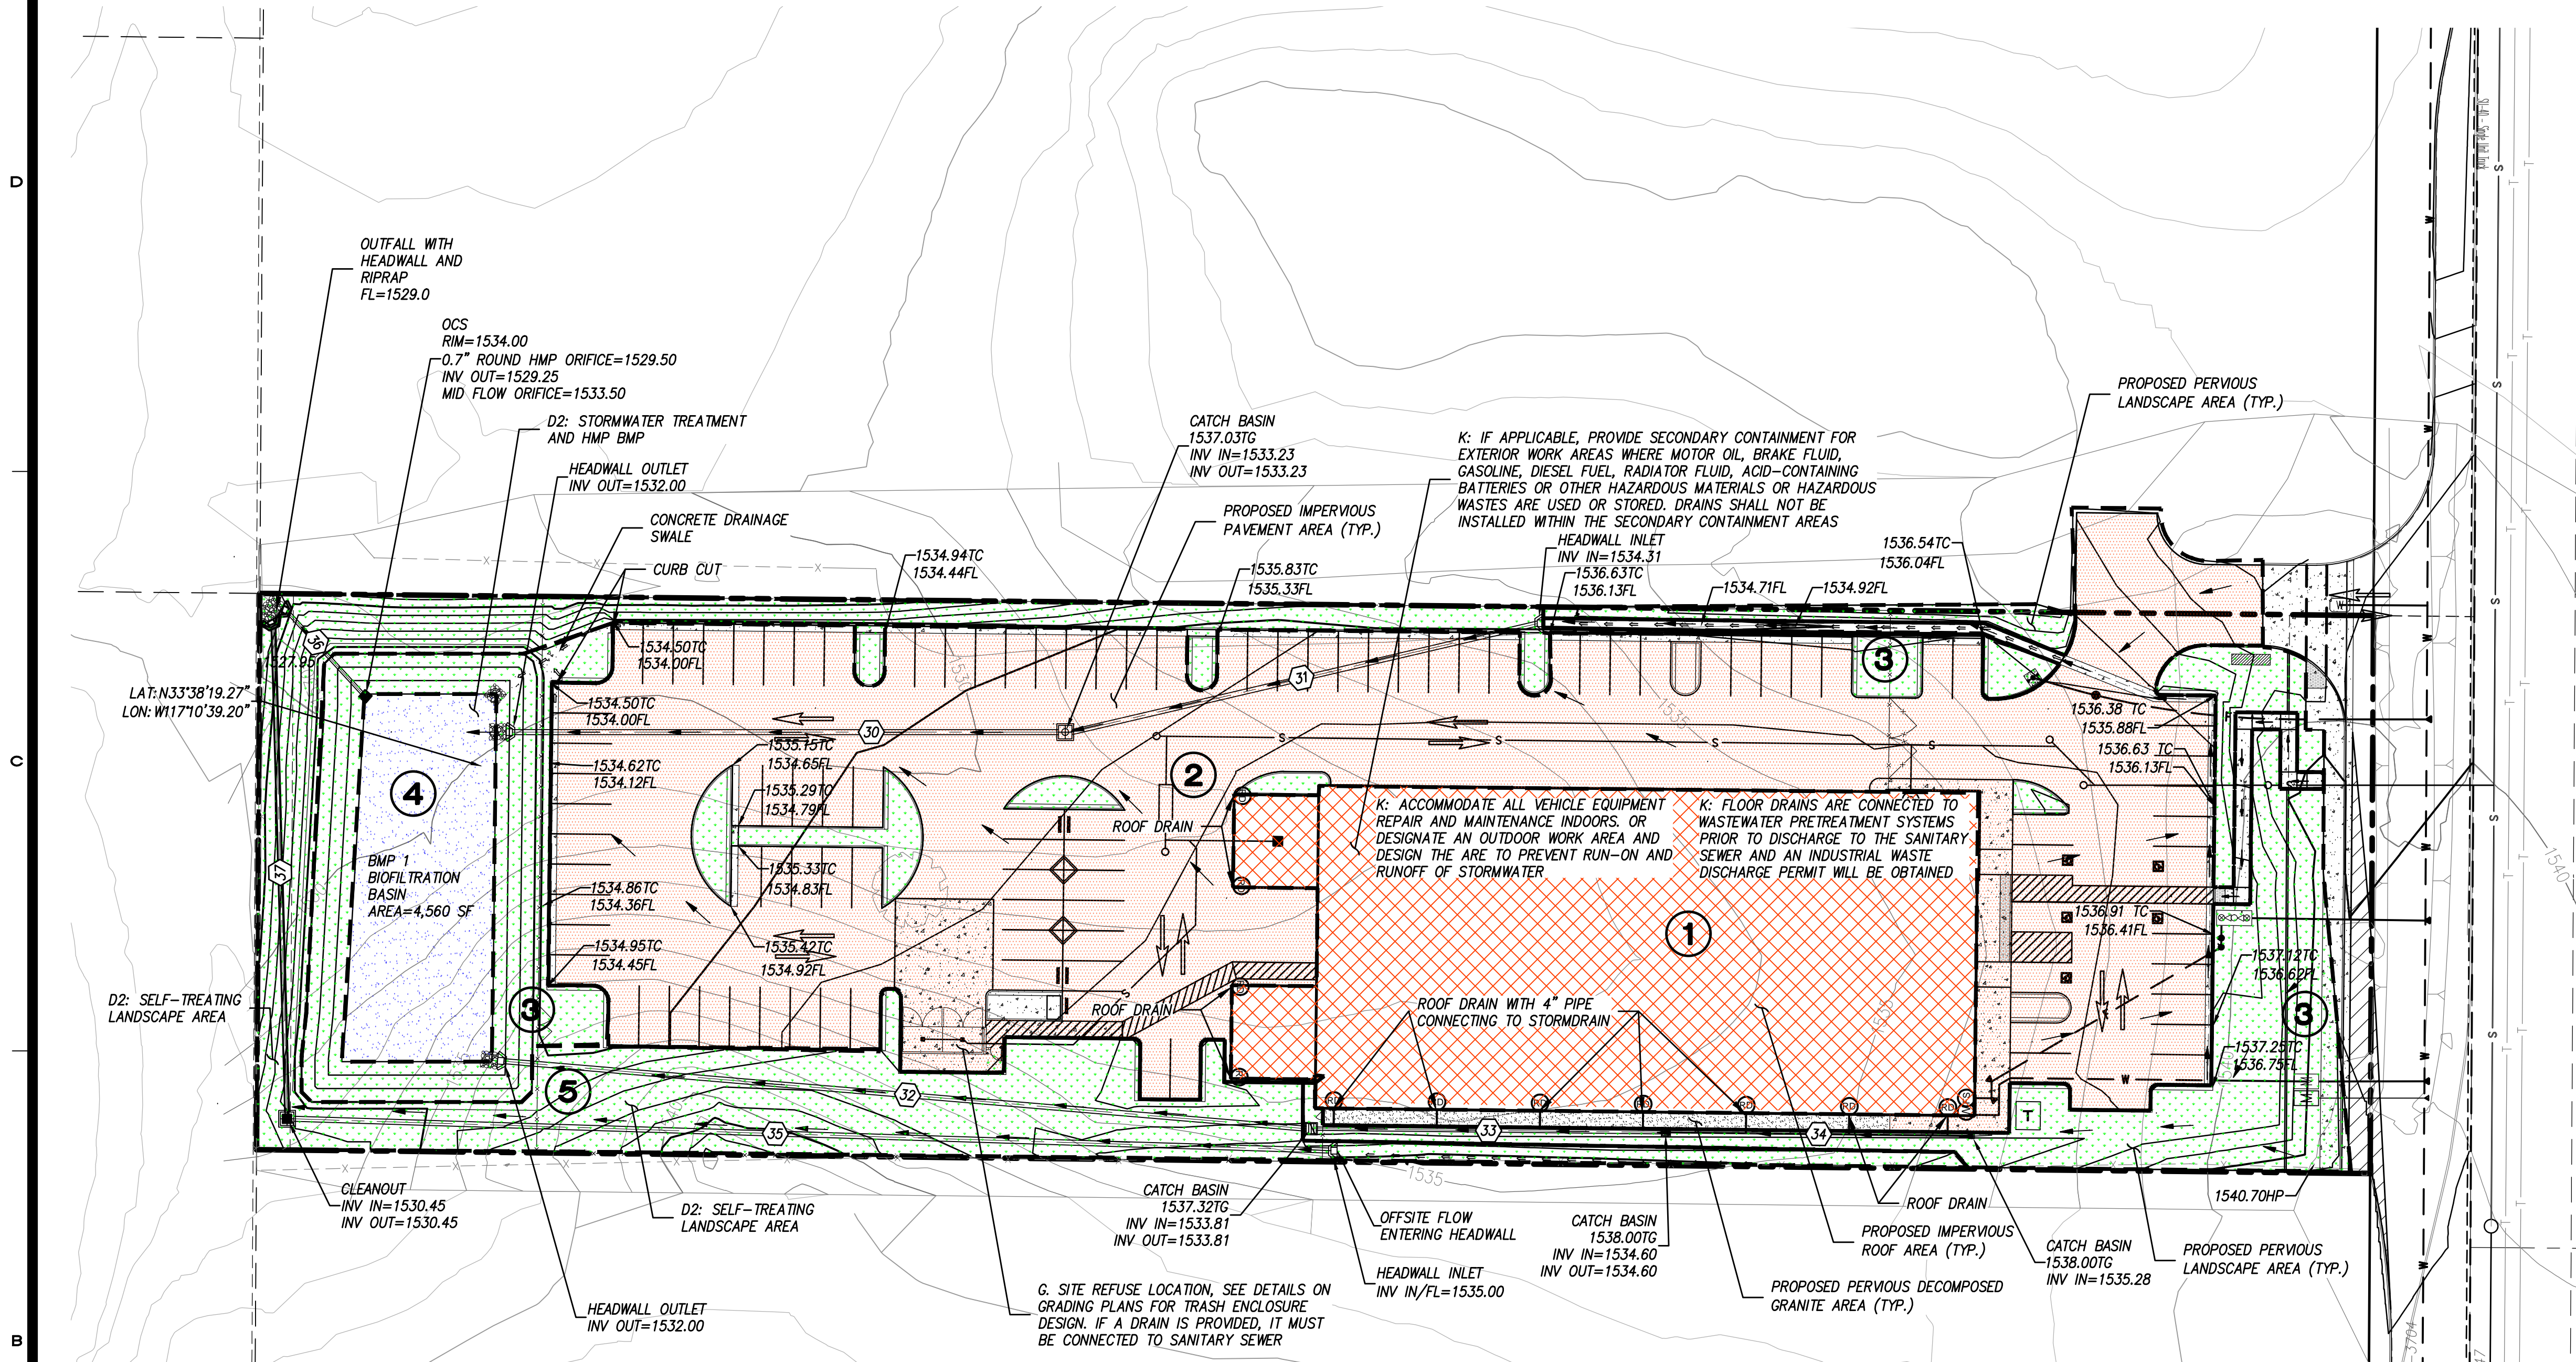 D
C
B
OUTFALL WITH
HEADWALL AND
RIPRAP
FL=1529.0
OCS
RIM=1534.00
0.7" ROUND HMP ORIFICE=1529.50
INV OUT=1529.25
MID FLOW ORIFICE=1533.50
D2: STORMWATER TREATMENT
AND HMP BMP
HEADWALL OUTLET
INV OUT=1532.00
CONCRETE DRAINAGE
SWALE
CURB CUT
1534.94TC
1534.44FL
CATCH BASIN
1537.03TG
INV IN=1533.23
INV OUT=1533.23
PROPOSED IMPERVIOUS
PAVEMENT AREA (TYP.)
1535.83TC
1535.33FL
K: IF APPLICABLE, PROVIDE SECONDARY CONTAINMENT FOR
EXTERIOR WORK AREAS WHERE MOTOR OIL, BRAKE FLUID,
GASOLINE, DIESEL FUEL, RADIATOR FLUID, ACID-CONTAINING
BATTERIES OR OTHER HAZARDOUS MATERIALS OR HAZARDOUS
WASTES ARE USED OR STORED. DRAINS SHALL NOT BE
INSTALLED WITHIN THE SECONDARY CONTAINMENT AREAS
HEADWALL INLET
INV IN=1534.31
1536.63TC
1536.13FL
1534.71FL
1534.92FL
1536.54TC
1536.04FL
PROPOSED PERVIOUS
LANDSCAPE AREA (TYP.)
36
1527.95
LAT: N33°38'19.27"
LON: W117°10'39.20"
1534.50TC
1534.00FL
1534.50TC
1534.00FL
1534.62TC
1534.12FL
1534.86TC
1534.36FL
1534.95TC
1534.45FL
30
31
1535.15TC
1534.65FL
1535.29TC
1534.79FL
1535.33TC
1534.83FL
1535.42TC
1534.92FL
2
3
4
BMP 1
BIOFILTRATION
BASIN
AREA=4,560 SF
37
ROOF DRAIN
ROOF DRAIN
K: ACCOMMODATE ALL VEHICLE EQUIPMENT
REPAIR AND MAINTENANCE INDOORS. OR
DESIGNATE AN OUTDOOR WORK AREA AND
DESIGN THE ARE TO PREVENT RUN-ON AND
RUNOFF OF STORMWATER
K: FLOOR DRAINS ARE CONNECTED TO
WASTEWATER PRETREATMENT SYSTEMS
PRIOR TO DISCHARGE TO THE SANITARY
SEWER AND AN INDUSTRIAL WASTE
DISCHARGE PERMIT WILL BE OBTAINED
1
1536.38 TC
1535.88FL
1536.63 TC
1536.13FL
1536.91 TC
1536.41FL
1537.12TC
1536.62FL
3
1537.25TC
1536.75FL
1540
1535
1535
D2: SELF-TREATING
LANDSCAPE AREA
3
5
32
35
33
34
ROOF DRAIN WITH 4" PIPE
CONNECTING TO STORMDRAIN
RD
RD
RD
RD
RD
RD
RD
T
CLEANOUT
INV IN=1530.45
INV OUT=1530.45
D2: SELF-TREATING
LANDSCAPE AREA
HEADWALL OUTLET
INV OUT=1532.00
G. SITE REFUSE LOCATION, SEE DETAILS ON
GRADING PLANS FOR TRASH ENCLOSURE
DESIGN. IF A DRAIN IS PROVIDED, IT MUST
BE CONNECTED TO SANITARY SEWER
CATCH BASIN
1537.32TG
INV IN=1533.81
INV OUT=1533.81
OFFSITE FLOW
ENTERING HEADWALL
HEADWALL INLET
INV IN/FL=1535.00
1535
CATCH BASIN
1538.00TG
INV IN=1534.60
INV OUT=1534.60
PROPOSED PERVIOUS DECOMPOSED
GRANITE AREA (TYP.)
ROOF DRAIN
PROPOSED IMPERVIOUS
ROOF AREA (TYP.)
CATCH BASIN
1538.00TG
INV IN=1535.28
PROPOSED PERVIOUS
LANDSCAPE AREA (TYP.)
1540.70HP